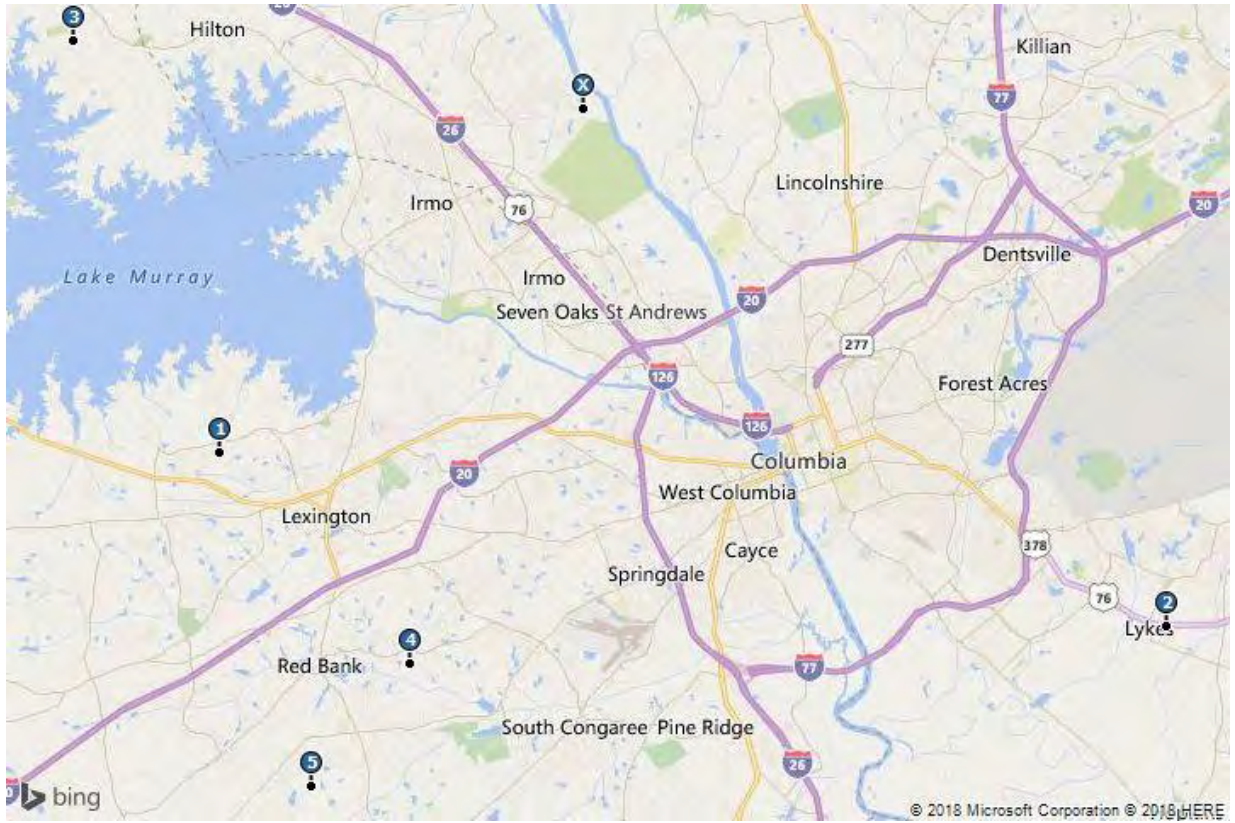 3
Hilton
26
Killian
X
77
26
Lincolnshire
Irmo
76
20
Dentsville
Lake Murray
Irmo
20
Seven Oaks St Andrews
277
126
Forest Acres
1
126
Columbia
20
West Columbia
Lexington
378
Cayce
Springdale
76
2
Lykes
4
Red Bank
77
South Congaree Pine Ridge
5
26
bing
© 2018 Microsoft Corporation © 2018 HERE